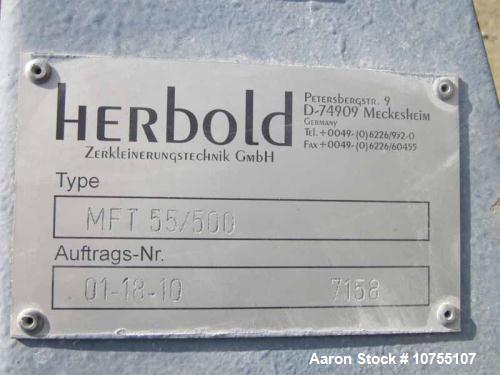 herbold
Zerkleinerungstechnik GmbH
Petersbergstr. 9
D-74909 Meckesheim
Germany
Tel.+0049-(0)6226/932-0
Fax +0049-(0)6226/60455
Type
MFT 55/500
Auftrags-Nr.
01-18-10 7158
Aaron Stock # 10755107